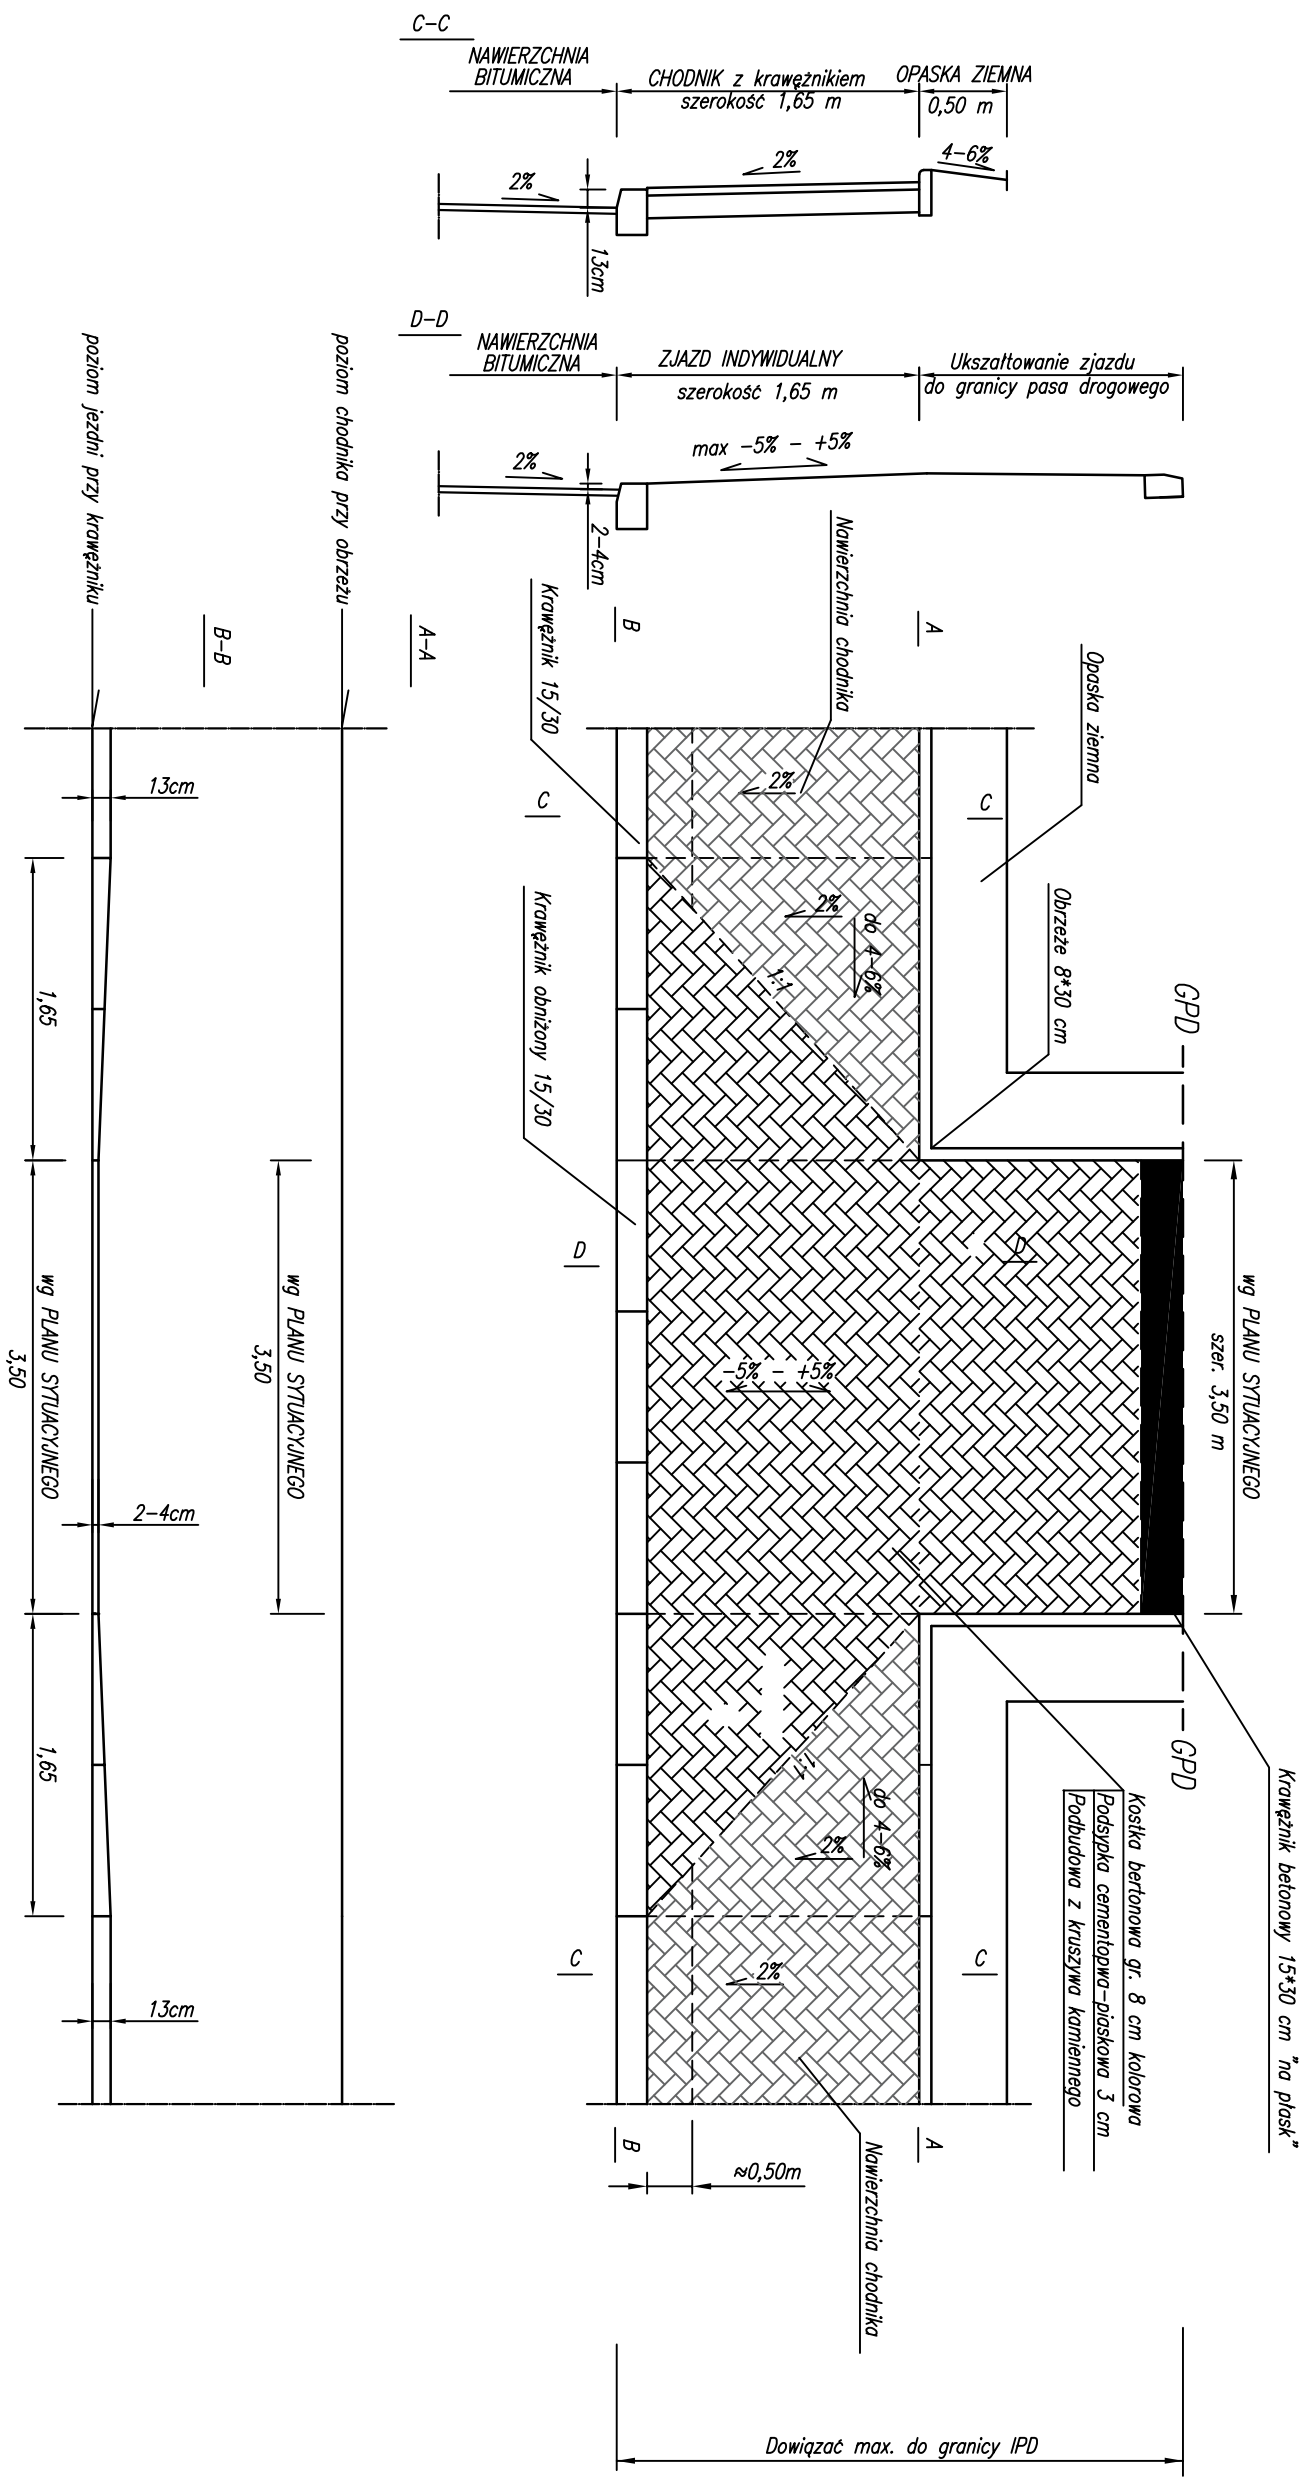 C-C
NAWIERZCHNIA
BITUMICZNA
CHODNIK z krawężnikiem
szerokość 1,65 m
OPASKA ZIEMNA
0,50 m
2%
2%
4-6%
13cm
D-D
NAWIERZCHNIA
BITUMICZNA
ZJAZD INDYWIDUALNY
szerokość 1,65 m
Ukszałtowanie zjazdu
do granicy pasa drogowego
2%
max -5% - +5%
2-4cm
poziom jezdni przy krawężniku
poziom chodnika przy obrzeżu
B-B
A-A
B
A
Krawężnik 15/30
Nawierzchnia chodnika
Opaska ziemna
13cm
C
2%
C
Krawężnik obniżony 15/30
2%
do 4-6%
1:1
Obrzeże 8*30 cm
GPD
1,65
D
D
wg PLANU SYTUACYJNEGO
3,50
wg PLANU SYTUACYJNEGO
3,50
-5% - +5%
wg PLANU SYTUACYJNEGO
szer. 3,50 m
2-4cm
1,65
1:1
do 4-6%
2%
GPD
Krawężnik betonowy 15*30 cm "na płask"
Kostka bertonowa gr. 8 cm kolorowa
Podsypka cementopwa-piaskowa 3 cm
Podbudowa z kruszywa kamiennego
C
2%
C
13cm
B
A
≈0,50m
Nawierzchnia chodnika
Dowiązać max. do granicy IPD